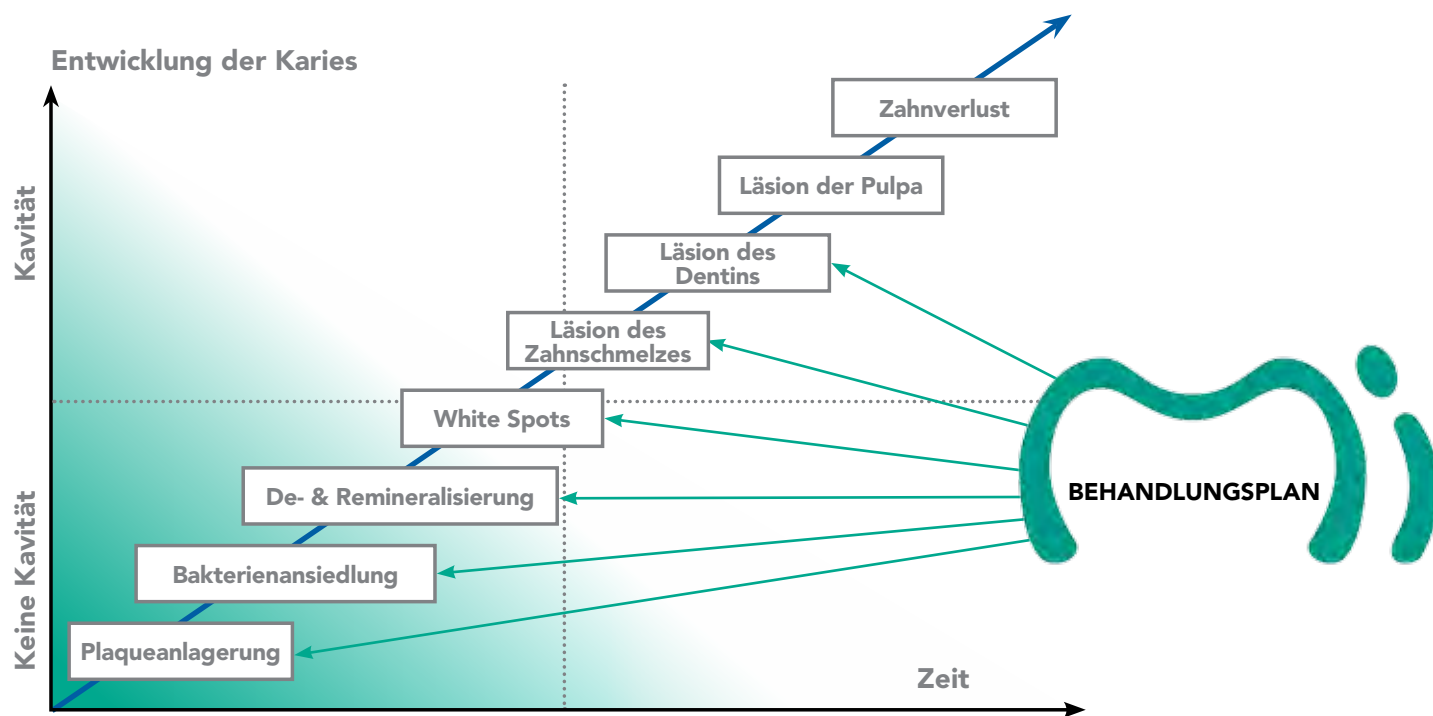 Entwicklung der Karies
Zahnverlust
Läsion der Pulpa
Läsion des
Dentins
Läsion des
Zahnschmelzes
White Spots
De- & Remineralisierung
Bakterienansiedlung
Plaqueanlagerung
Kavität
Keine Kavität
Zeit
Mi
BEHANDLUNGSPLAN